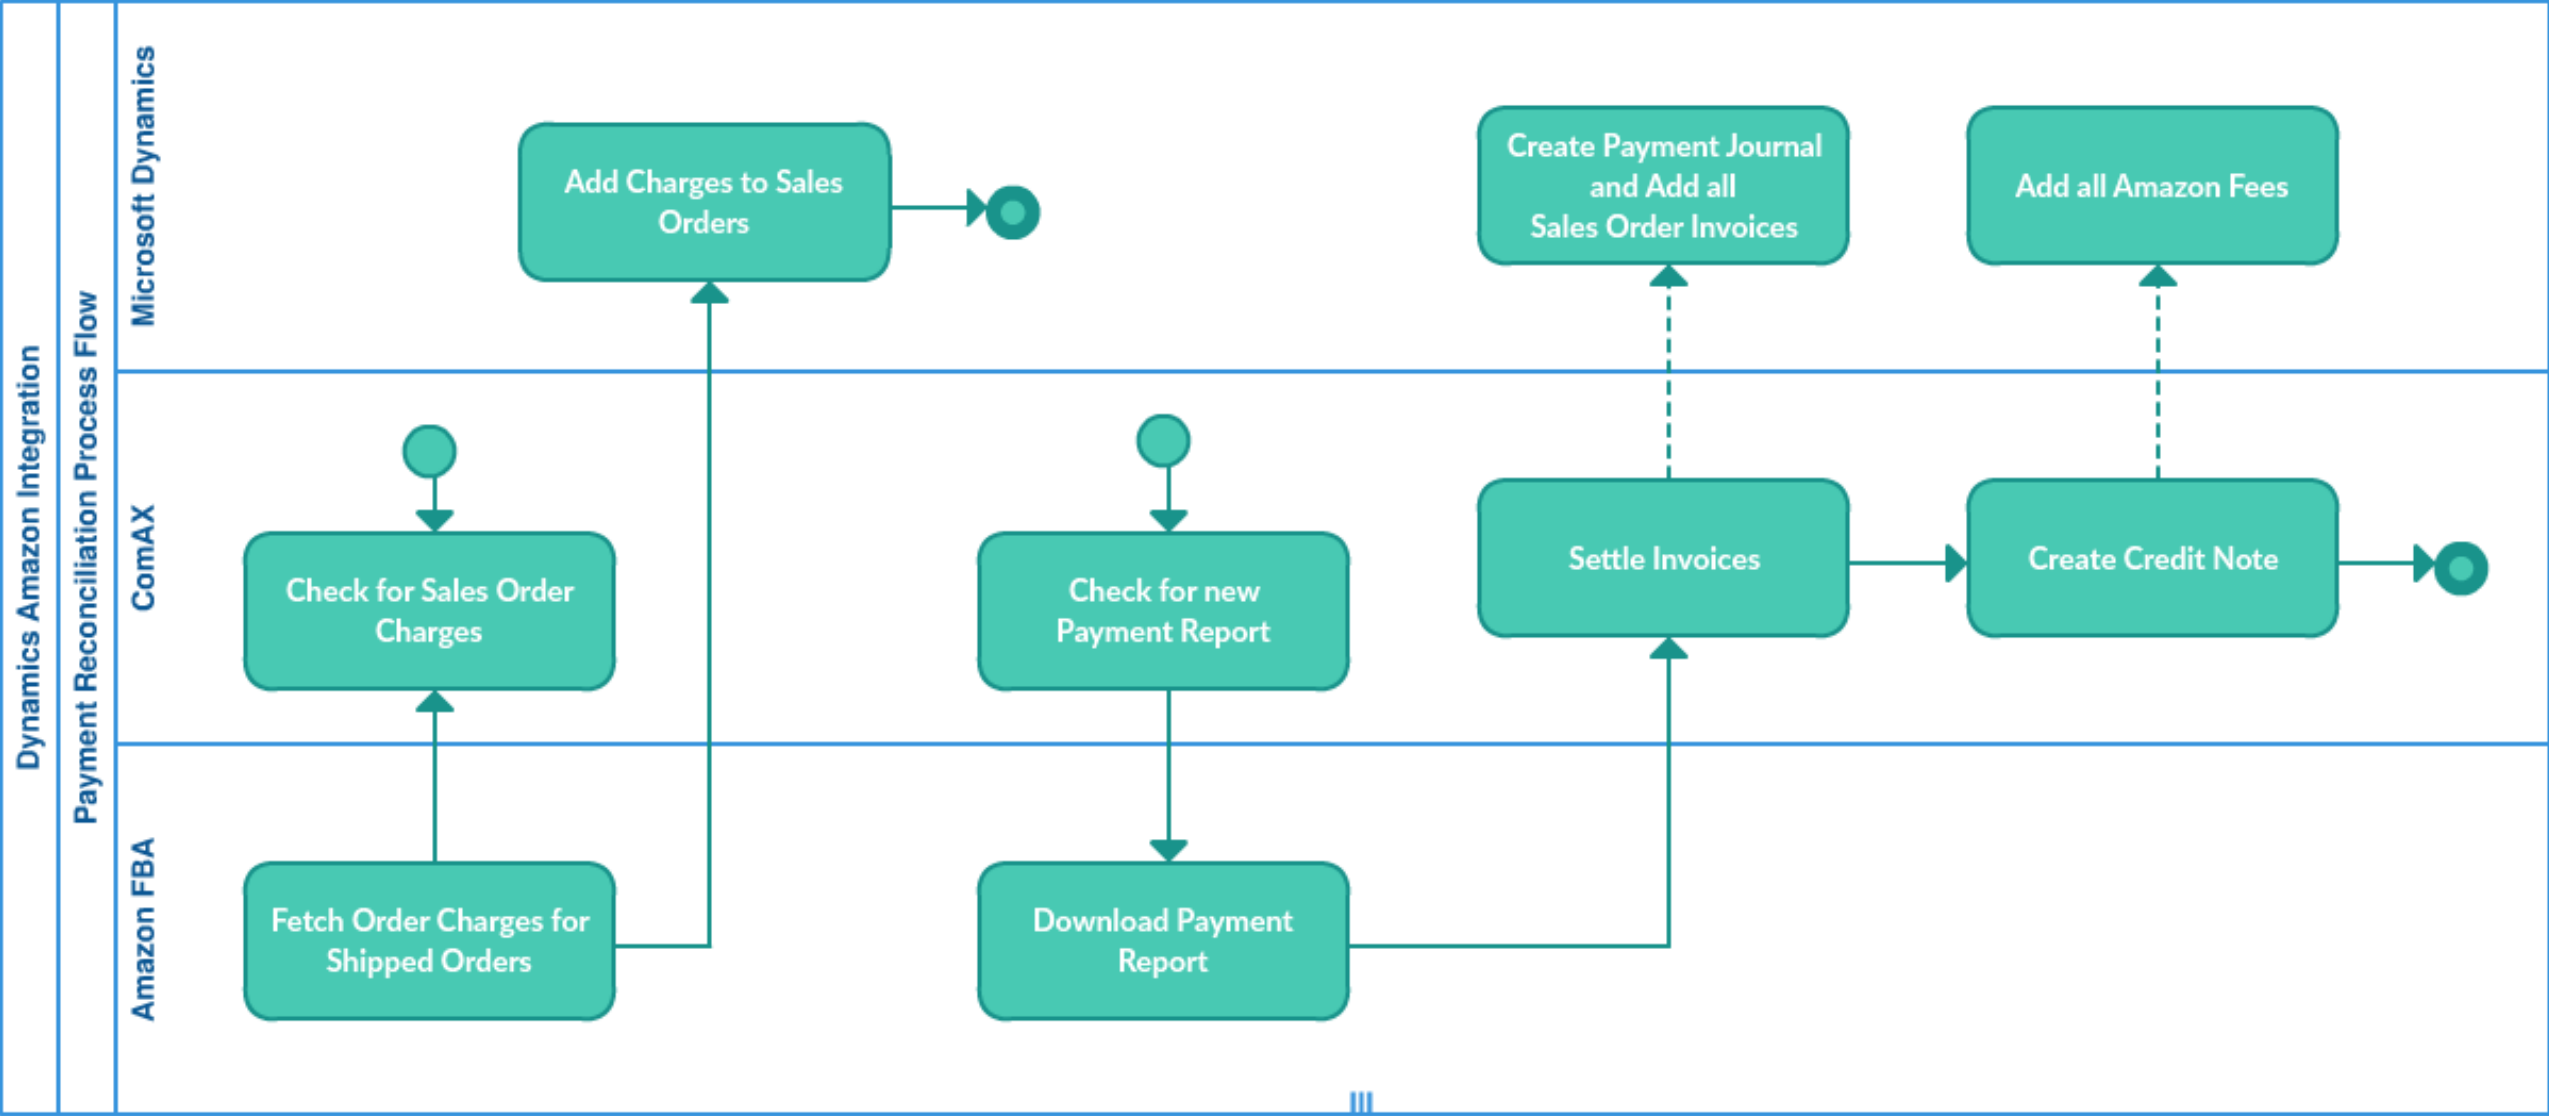 Dynamics Amazon Integration
Payment Reconciliation Process Flow
Microsoft Dynamics
Add Charges to Sales
Orders
Create Payment Journal
and Add all
Sales Order Invoices
Add all Amazon Fees
ComAX
Check for Sales Order
Charges
Check for new
Payment Report
Settle Invoices
Create Credit Note
Amazon FBA
Fetch Order Charges for
Shipped Orders
Download Payment
Report